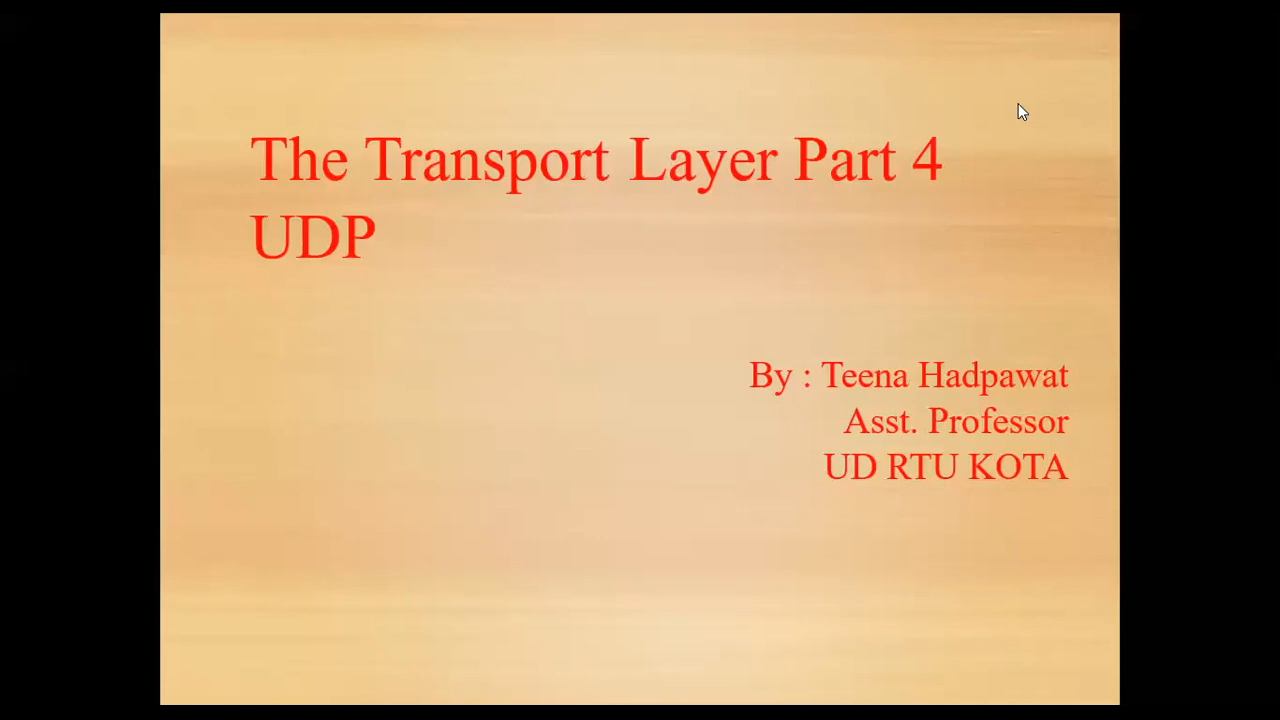 The Transport Layer Part 4
UDP
By : Teena Hadpawat
Asst. Professor
UD RTU KOTA